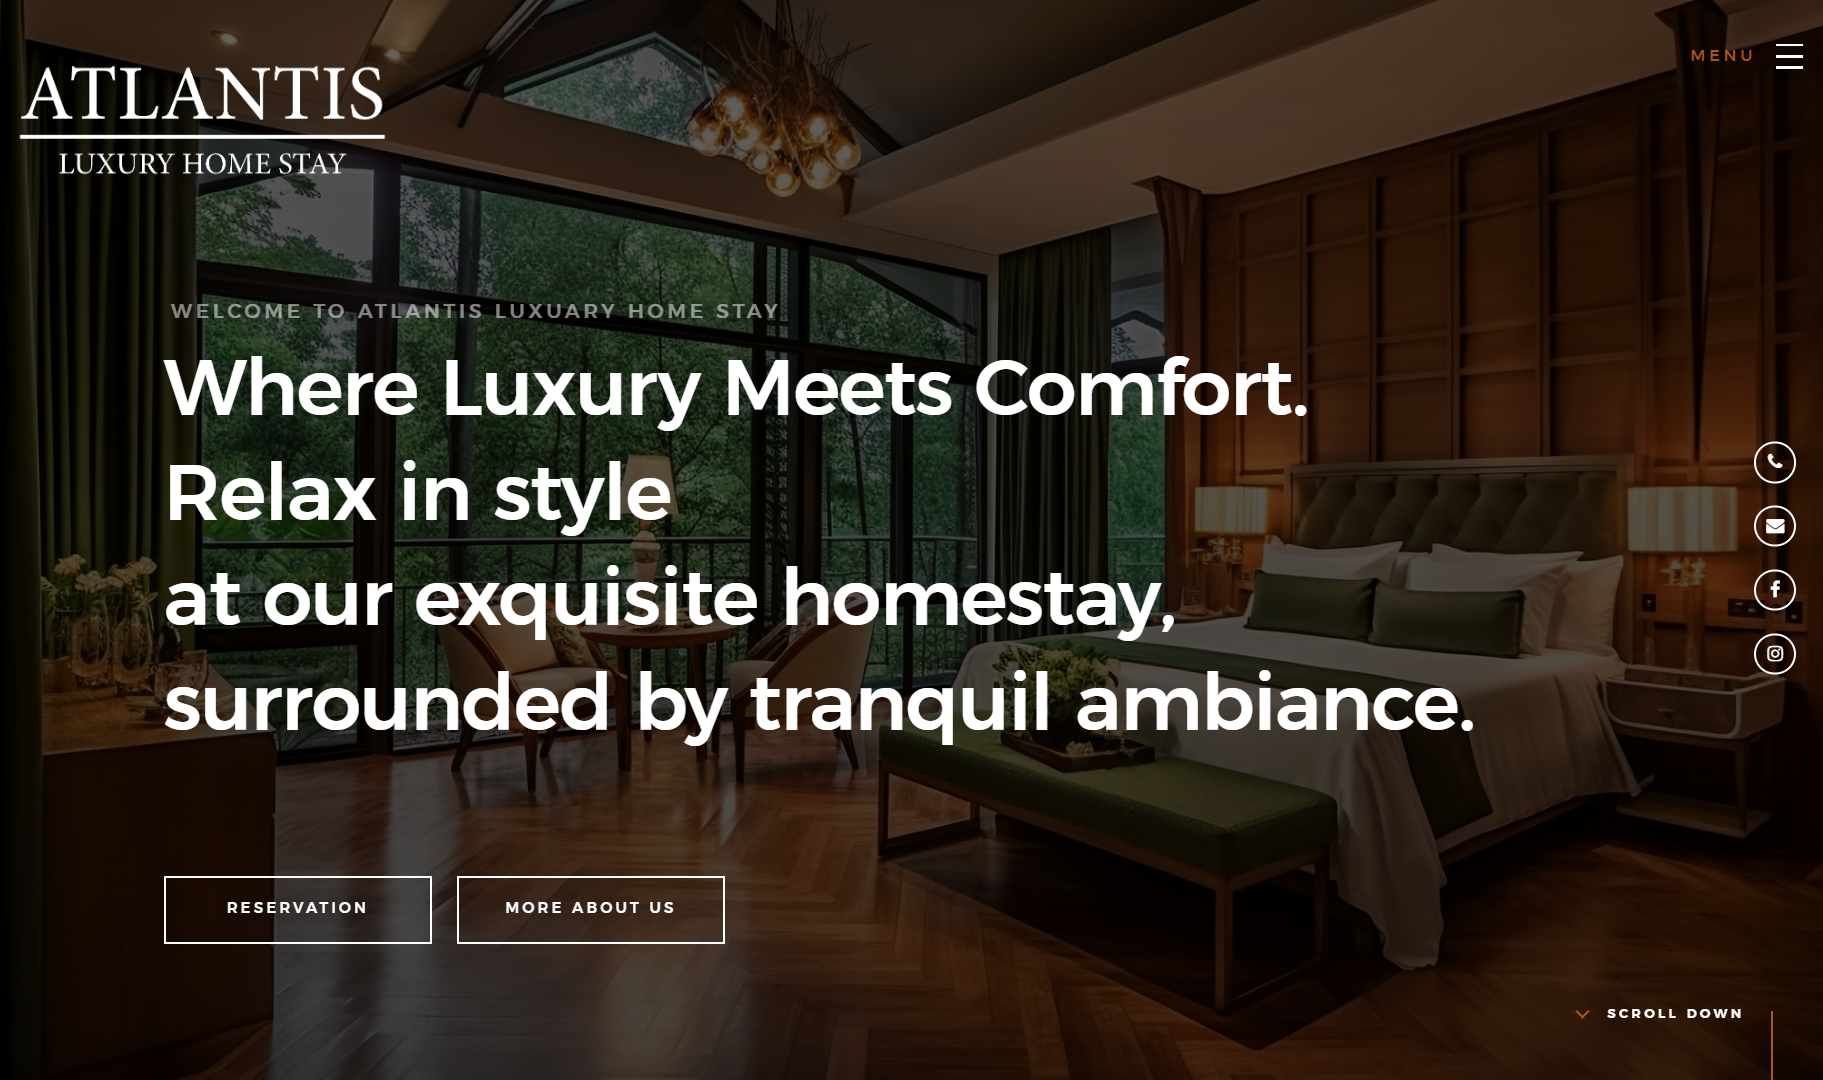 ATLANTIS
LUXURY HOME STAY
MENU
WELCOME TO ATLANTIS LUXUARY HOME STAY
Where Luxury Meets Comfort.
Relax in style
at our exquisite homestay,
surrounded by tranquil ambiance.
RESERVATION
MORE ABOUT US
SCROLL DOWN